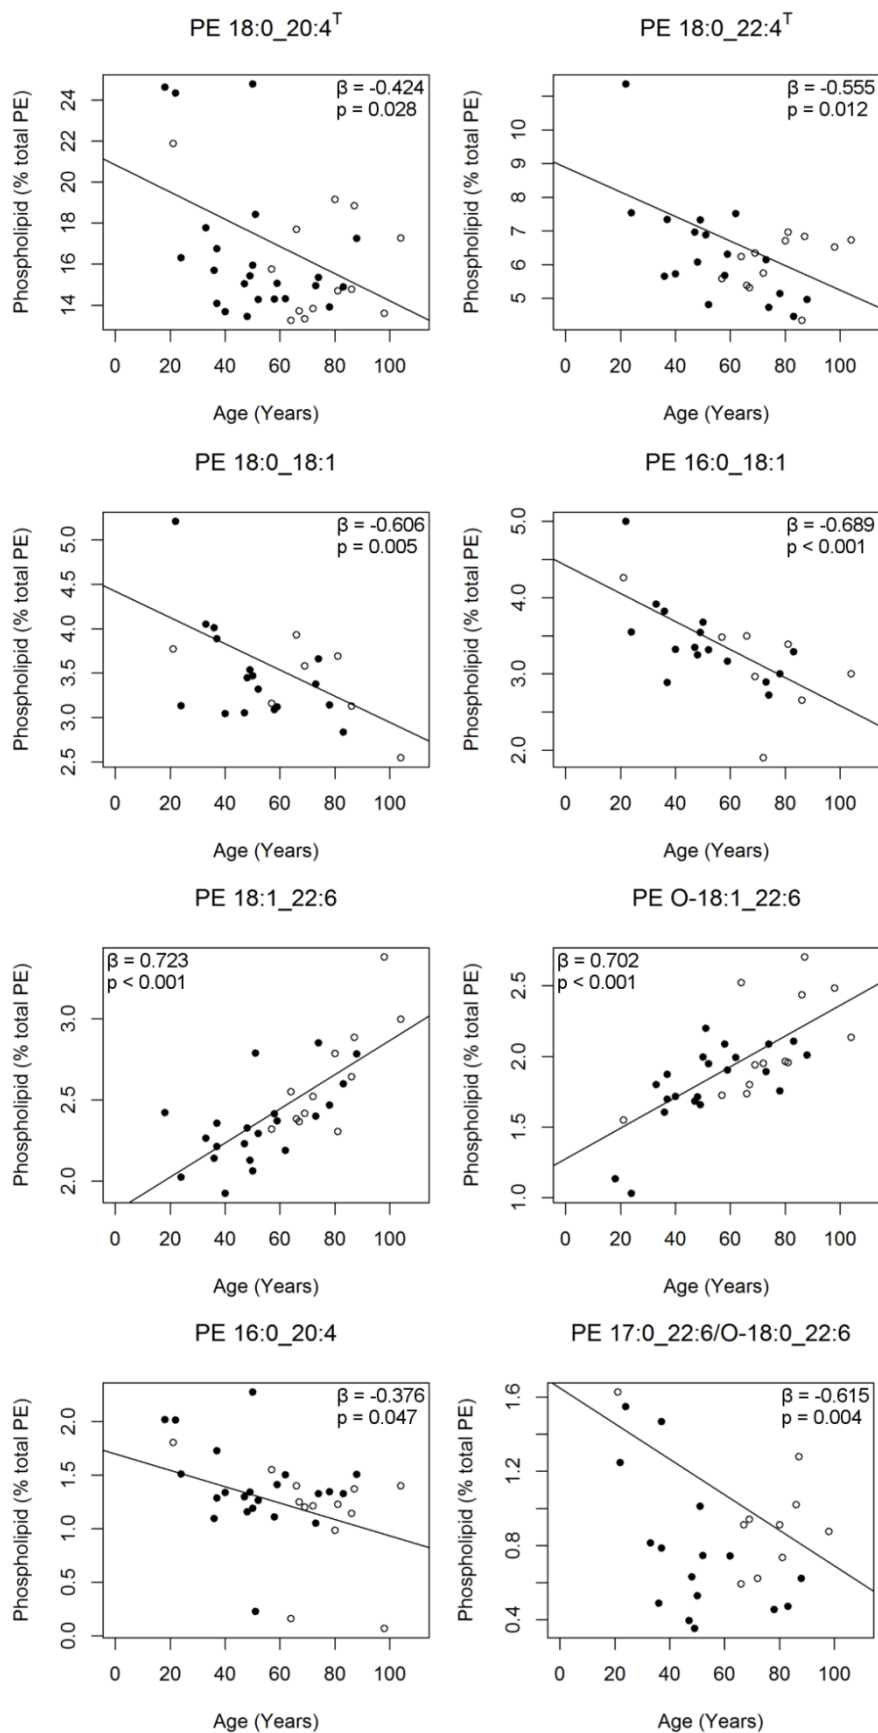 PE 18:0_20:4ᵀ
Phospholipid (% total PE)
24
22
20
18
16
14
β = -0.424
p = 0.028
0 20 40 60 80 100
Age (Years)
PE 18:0_22:4ᵀ
Phospholipid (% total PE)
11
9
8
7
6
5
β = -0.555
p = 0.012
0 20 40 60 80 100
Age (Years)
PE 18:0_18:1
Phospholipid (% total PE)
5.0
4.5
4.0
3.5
3.0
2.5
β = -0.606
p = 0.005
0 20 40 60 80 100
Age (Years)
PE 16:0_18:1
Phospholipid (% total PE)
5.0
4.0
3.0
2.0
β = -0.689
p < 0.001
0 20 40 60 80 100
Age (Years)
PE 18:1_22:6
Phospholipid (% total PE)
3.0
2.5
2.0
β = 0.723
p < 0.001
0 20 40 60 80 100
Age (Years)
PE O-18:1_22:6
Phospholipid (% total PE)
2.5
2.0
1.5
1.0
β = 0.702
p < 0.001
0 20 40 60 80 100
Age (Years)
PE 16:0_20:4
Phospholipid (% total PE)
2.0
1.5
1.0
0.5
0.0
β = -0.376
p = 0.047
0 20 40 60 80 100
Age (Years)
PE 17:0_22:6/O-18:0_22:6
Phospholipid (% total PE)
1.6
1.2
0.8
0.4
β = -0.615
p = 0.004
0 20 40 60 80 100
Age (Years)